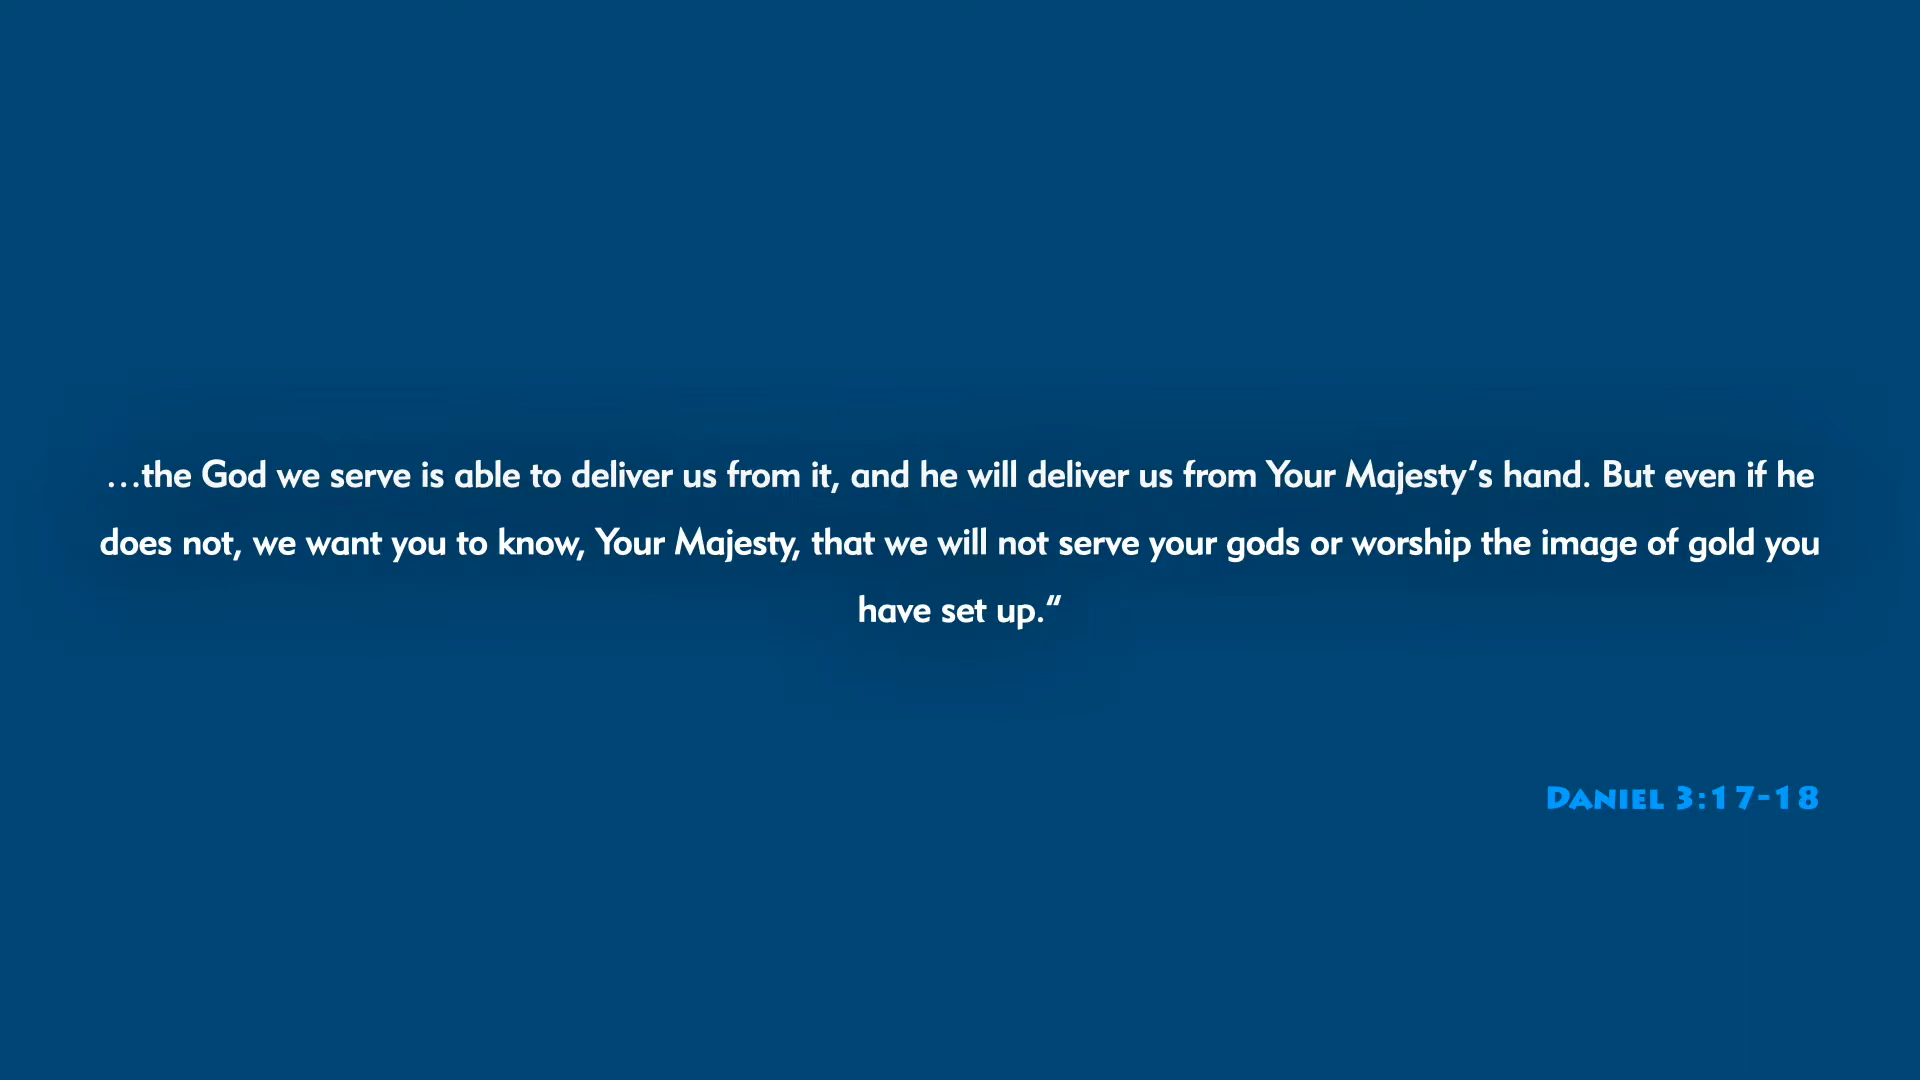 …the God we serve is able to deliver us from it, and he will deliver us from Your Majesty’s hand. But even if he
does not, we want you to know, Your Majesty, that we will not serve your gods or worship the image of gold you
have set up.“
Daniel 3:17-18